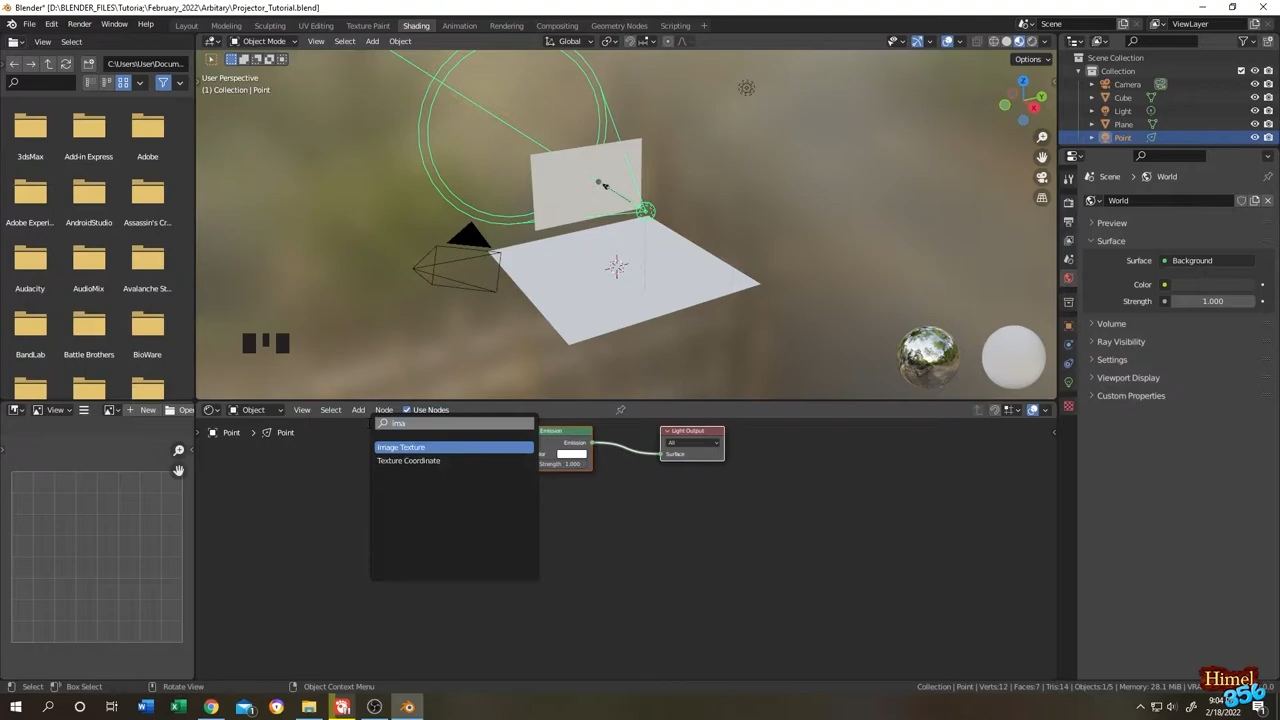 Blender* [D:\BLENDER_FILES\Tutoria;\February_2022\Arbitary\Projector_Tutorial.blend]
File Edit Render Window Help Layout Modeling Sculpting UV Editing Texture Paint Shading Animation Rendering Compositing Geometry Nodes Scripting Scene ViewLayer
View Select Object Mode View Select Add Object Global
C:\Users\User\Docum... Options
User Perspective
(1) Collection | Point
Scene Collection
Collection
Camera
Cube
Light
Plane
Point
3dsMax Add-in Express Adobe
Adobe Experi... AndroidStudio Assassin's Cr...
Audacity AudioMix Avalanche St...
BandLab Battle Brothers BioWare
Scene World
World
Preview
Surface
Surface Background
Color
Strength 1.000
Volume
Ray Visibility
Settings
Viewport Display
Custom Properties
View New Oper Object View Select Add Node Use Nodes
Point Point
ima
Image Texture
Texture Coordinate
Emission
Emission
Strength 1.000
Light Output
All
Surface
Select Box Select Rotate View Object Context Menu
Collection | Point | Verts:12 | Faces:7 | Tris:14 | Objects:1/5 | Memory: 28.1 MiB
Himel
356
2/18/2022